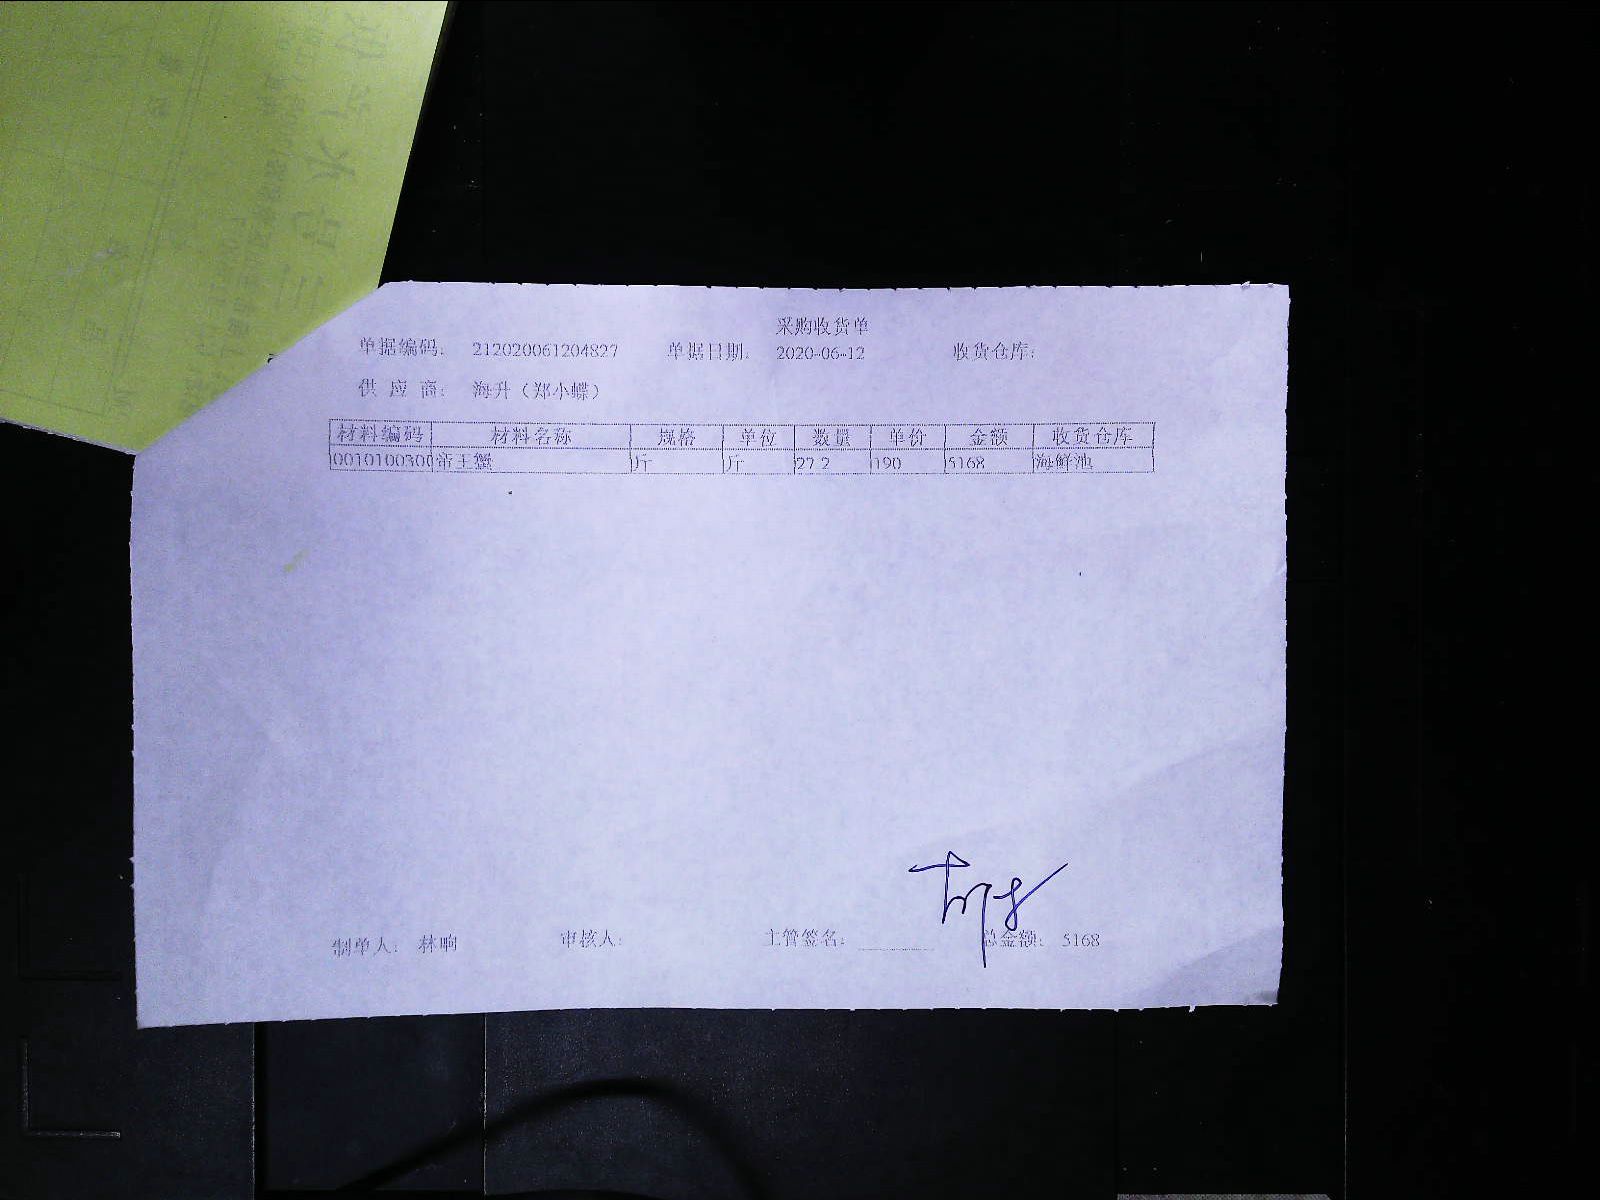 采购收货单
单据编码: 212020061204827 单据日期: 2020-06-12 收货仓库:
供 应 商: 海升（郑小蝶）
材料编码 材料名称 规格 单位 数量 单价 金额 收货仓库
0010100300 帝王蟹 斤 斤 27.2 190 5168 海鲜池
制单人: 林晌 审核人: 主管签名: 总金额: 5168